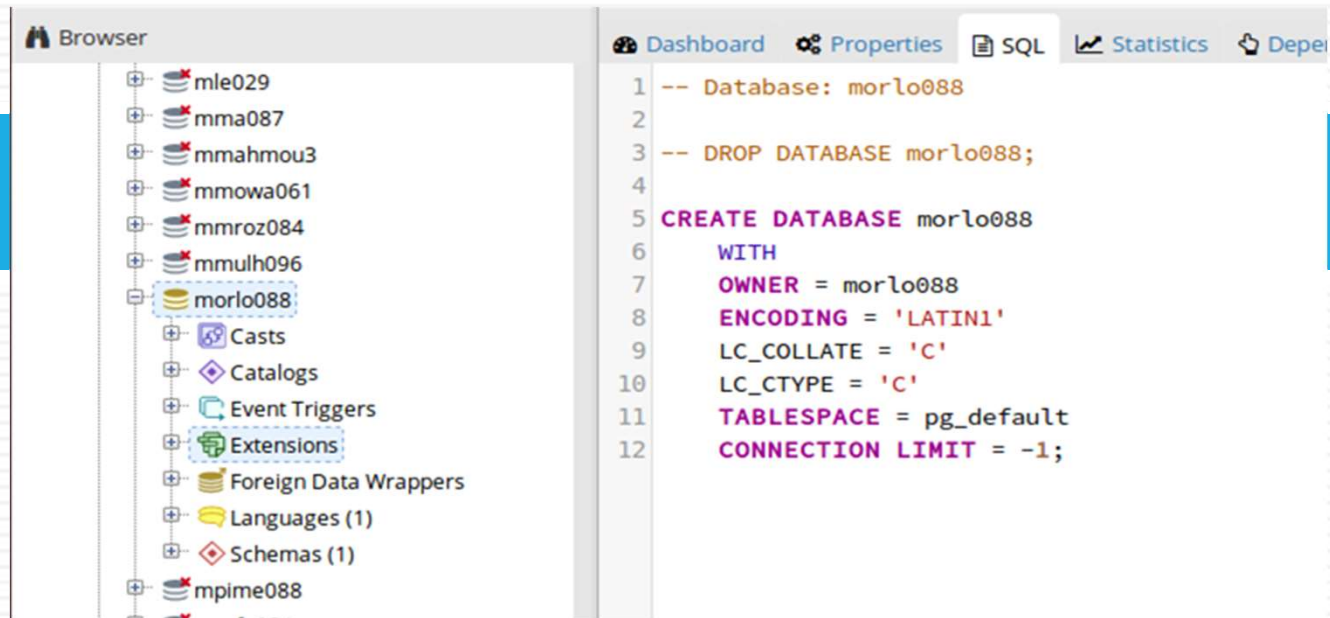 Browser
mle029
mma087
mmahmou3
mmowa061
mmroz084
mmulh096
morlo088
Casts
Catalogs
Event Triggers
Extensions
Foreign Data Wrappers
Languages (1)
Schemas (1)
mpime088
Dashboard Properties SQL Statistics
1 -- Database: morlo088
2
3 -- DROP DATABASE morlo088;
4
5 CREATE DATABASE morlo088
6 WITH
7 OWNER = morlo088
8 ENCODING = 'LATIN1'
9 LC_COLLATE = 'C'
10 LC_CTYPE = 'C'
11 TABLESPACE = pg_default
12 CONNECTION LIMIT = -1;